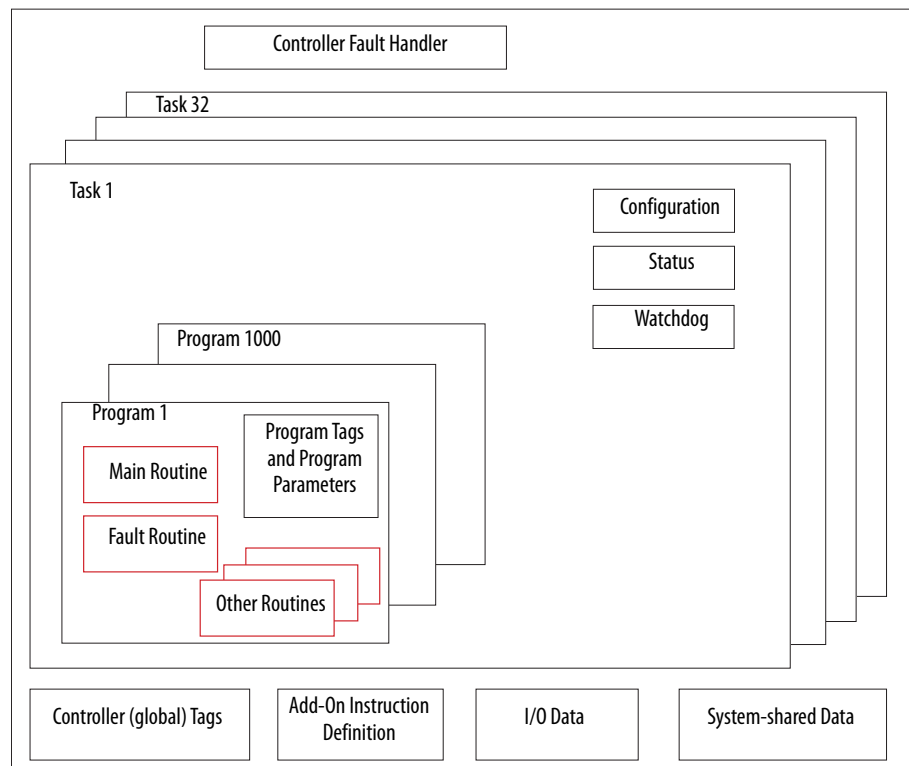 Controller Fault Handler
Task 32
Task 1
Configuration
Status
Watchdog
Program 1000
Program 1
Program Tags
and Program
Parameters
Main Routine
Fault Routine
Other Routines
Controller (global) Tags
Add-On Instruction
Definition
I/O Data
System-shared Data